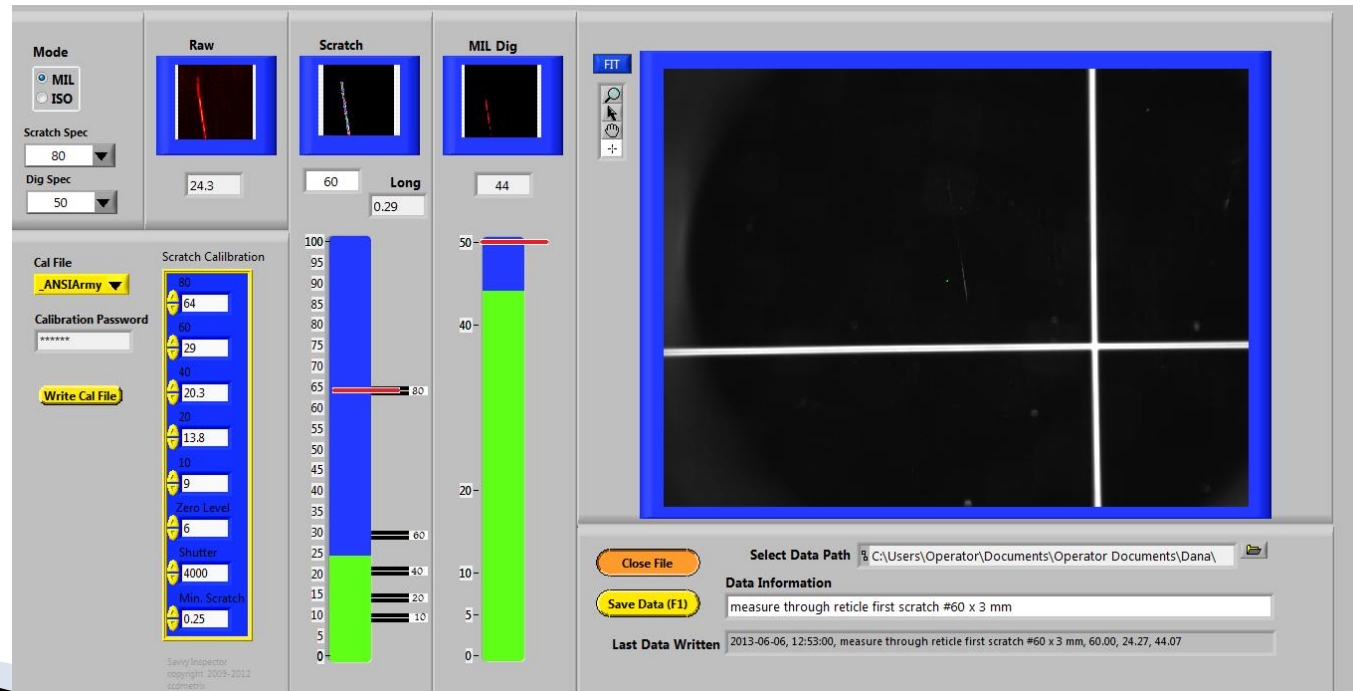 Mode
MIL
ISO
Scratch Spec
80
Dig Spec
50
Raw
24.3
Scratch
60
Long
0.29
MIL Dig
44
FIT
Cal File
_ANSIArmy
Calibration Password
******
Write Cal File
Scratch Calilbration
80
64
60
29
40
20.3
20
13.8
10
9
Zero Level
6
Shutter
4000
Min. Scratch
0.25
Savvy Inspector
copyright 2009-2012
100
95
90
85
80
75
70
65
60
55
50
45
40
35
30
25
20
15
10
5
0
80
60
40
20
10
50
40
20
10
5
0
Close File
Select Data Path
C:\Users\Operator\Documents\Operator Documents\Dana\
Data Information
Save Data (F1)
measure through reticle first scratch #60 x 3 mm
Last Data Written
2013-06-06, 12:53:00, measure through reticle first scratch #60 x 3 mm, 60.00, 24.27, 44.07